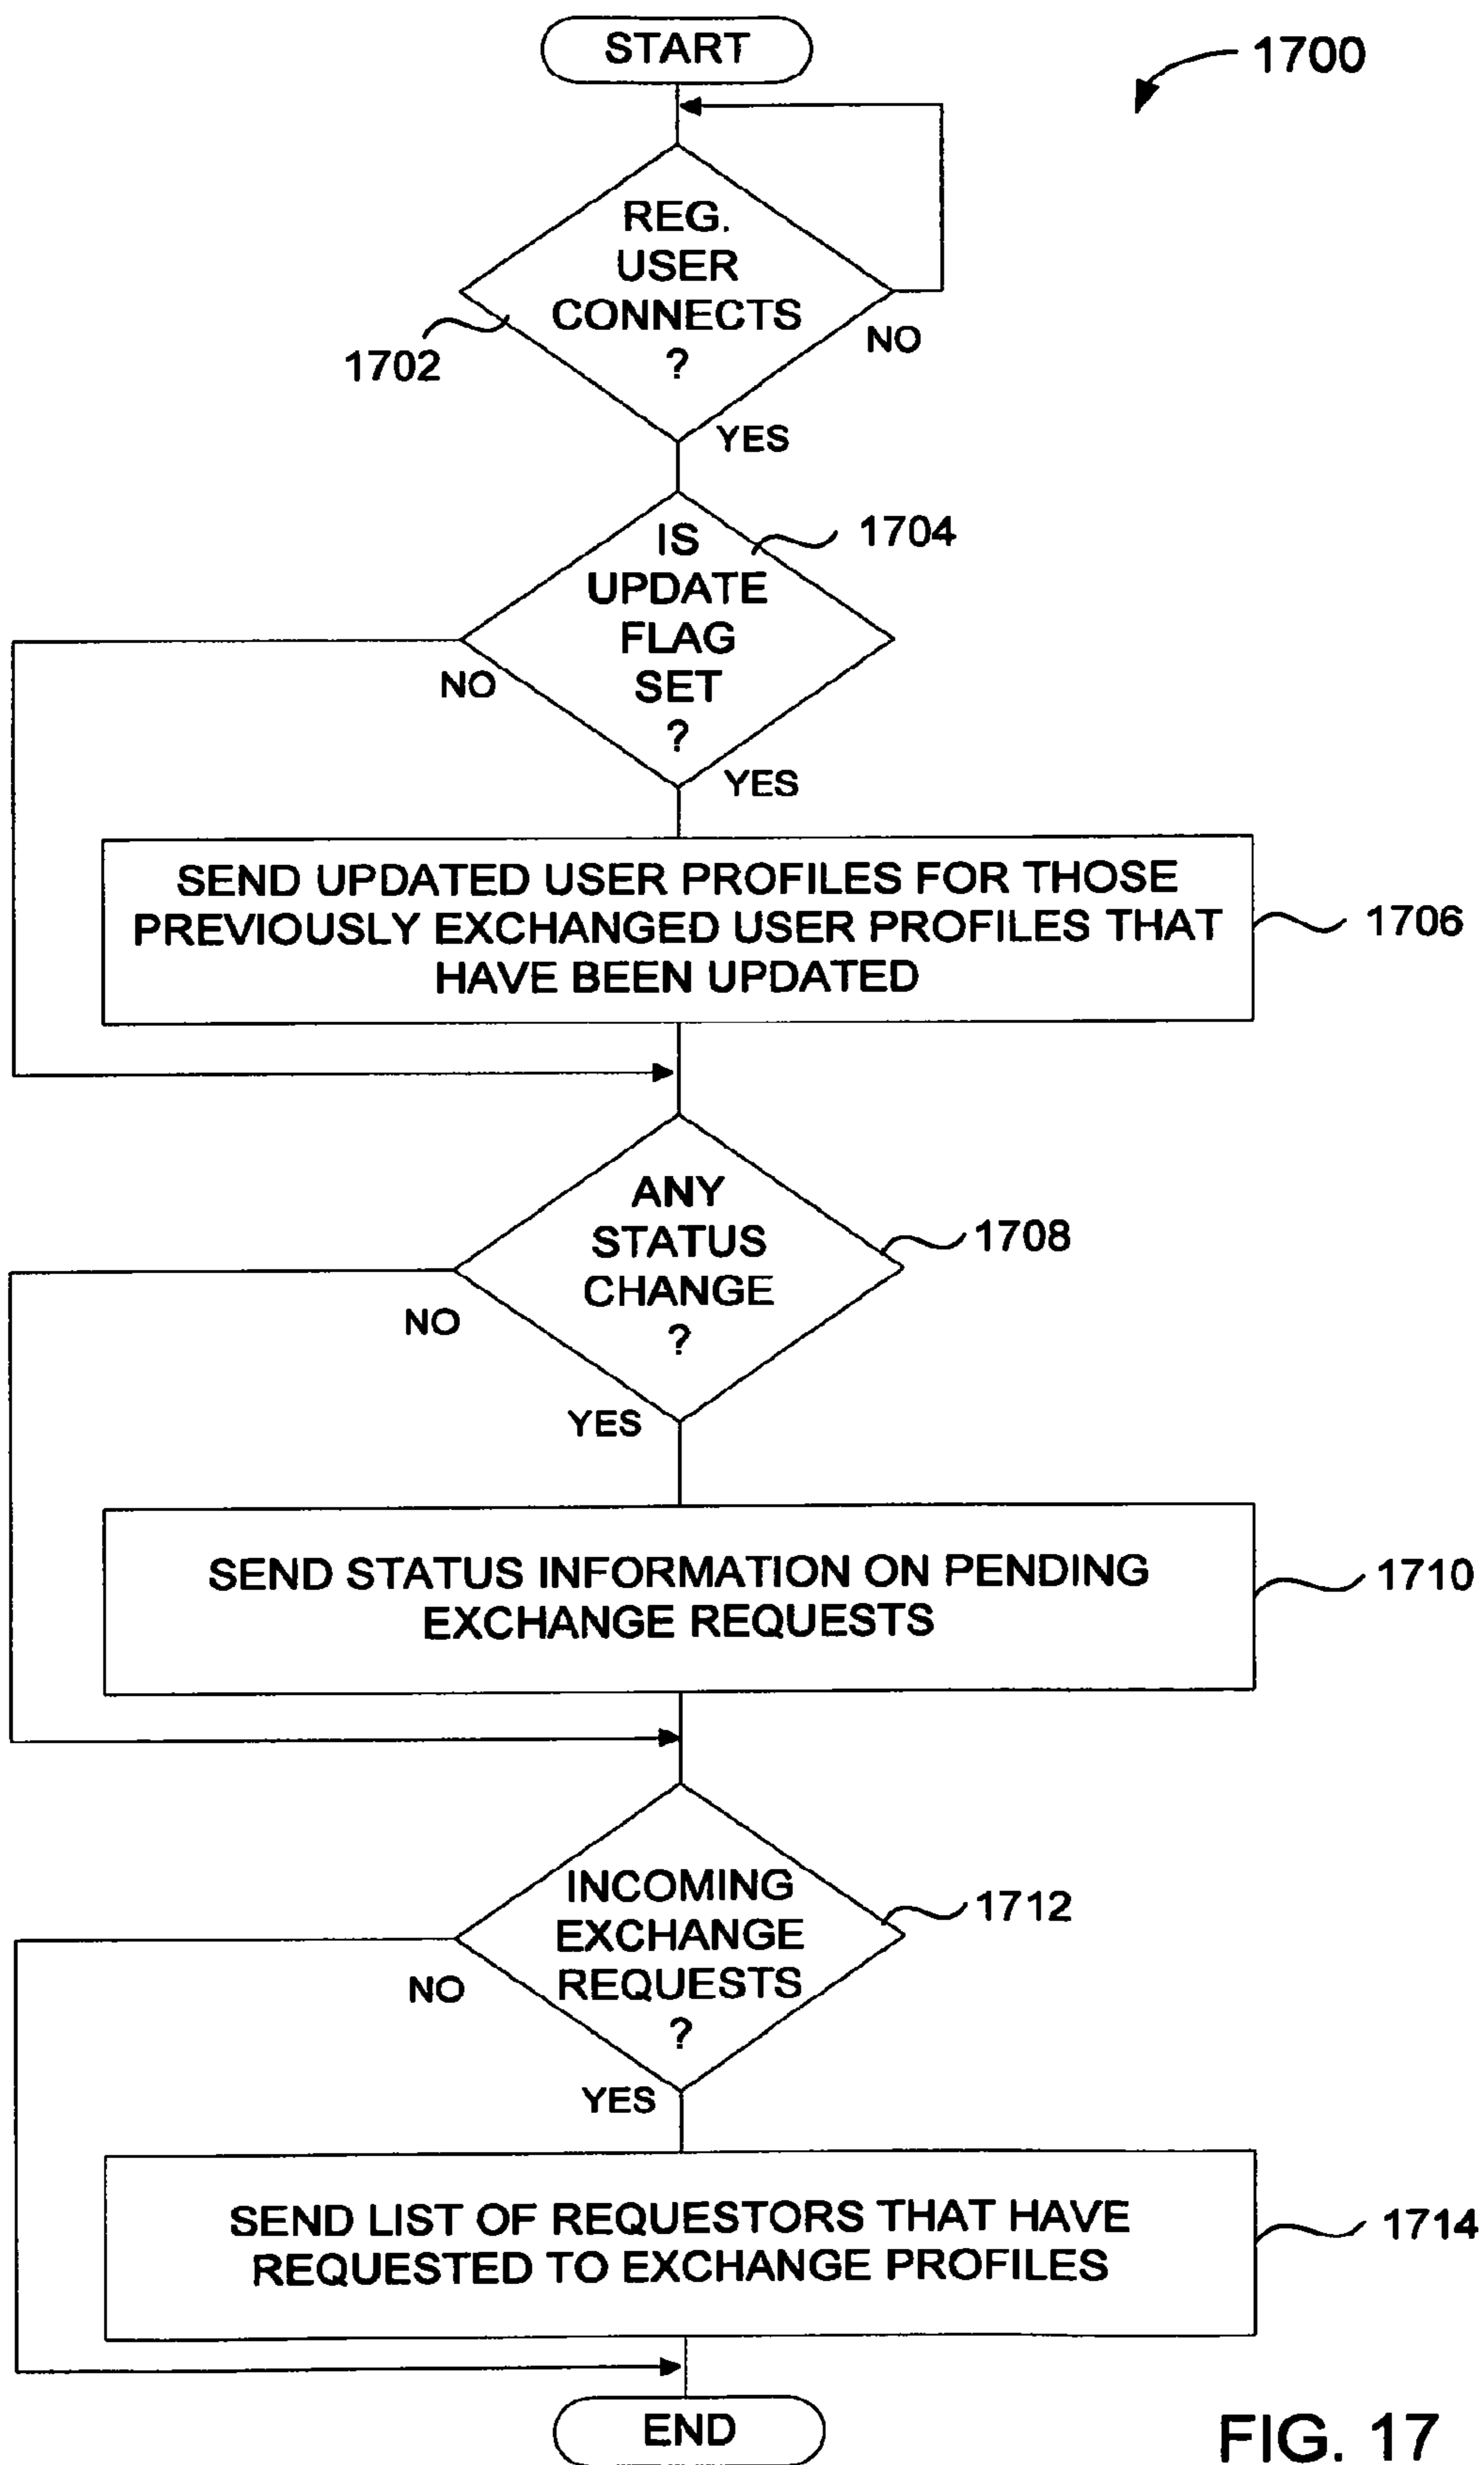 START
1700
REG.
USER
CONNECTS
?
NO
1702
YES
IS
UPDATE
FLAG
SET
?
1704
NO
YES
SEND UPDATED USER PROFILES FOR THOSE
PREVIOUSLY EXCHANGED USER PROFILES THAT
HAVE BEEN UPDATED
1706
ANY
STATUS
CHANGE
?
1708
NO
YES
SEND STATUS INFORMATION ON PENDING
EXCHANGE REQUESTS
1710
INCOMING
EXCHANGE
REQUESTS
?
1712
NO
YES
SEND LIST OF REQUESTORS THAT HAVE
REQUESTED TO EXCHANGE PROFILES
1714
END
FIG. 17